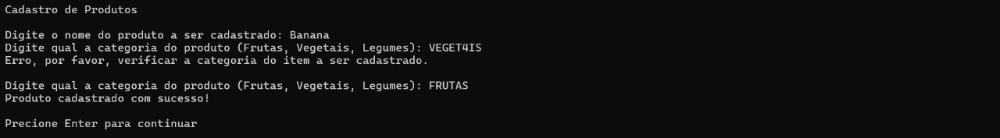 Cadastro de Produtos
Digite o nome do produto a ser cadastrado: Banana
Digite qual a categoria do produto (Frutas, Vegetais, Legumes): VEGET4IS
Erro, por favor, verificar a categoria do item a ser cadastrado.
Digite qual a categoria do produto (Frutas, Vegetais, Legumes): FRUTAS
Produto cadastrado com sucesso!
Precione Enter para continuar